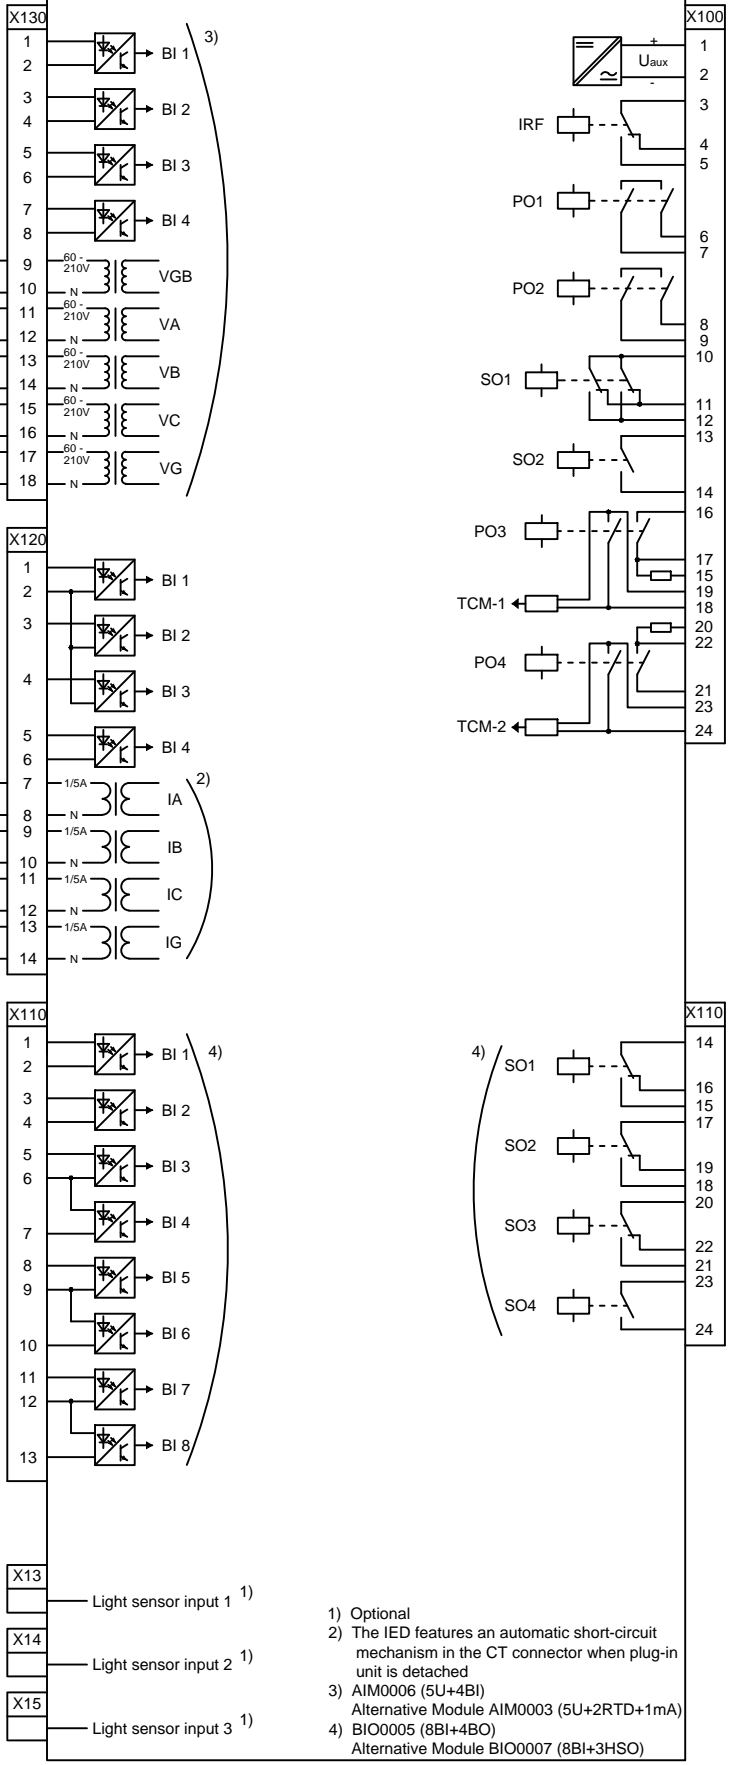 X130
1
2
BI 1
3)
3
4
BI 2
5
6
BI 3
7
8
BI 4
9
60 -
210V
10
N
VGB
11
60 -
210V
12
N
VA
13
60 -
210V
14
N
VB
15
60 -
210V
16
N
VC
17
60 -
210V
18
N
VG
X120
1
2
BI 1
3
BI 2
4
BI 3
5
6
BI 4
7
1/5A
8
N
IA
2)
9
1/5A
10
N
IB
11
1/5A
12
N
IC
13
1/5A
14
N
IG
X110
1
2
BI 1
4)
3
4
BI 2
5
6
BI 3
7
BI 4
8
9
BI 5
10
BI 6
11
12
BI 7
13
BI 8
X13
Light sensor input 1 1)
X14
Light sensor input 2 1)
X15
Light sensor input 3 1)
X100
+
1
Uaux
2
-
IRF
3
4
5
PO1
6
7
PO2
8
9
SO1
10
11
12
SO2
13
14
PO3
16
17
15
19
TCM-1
18
20
22
PO4
21
23
TCM-2
24
X110
4)
SO1
14
16
15
SO2
17
19
18
SO3
20
22
21
SO4
23
24
1) Optional
2) The IED features an automatic short-circuit
mechanism in the CT connector when plug-in
unit is detached
3) AIM0006 (5U+4BI)
Alternative Module AIM0003 (5U+2RTD+1mA)
4) BIO0005 (8BI+4BO)
Alternative Module BIO0007 (8BI+3HSO)